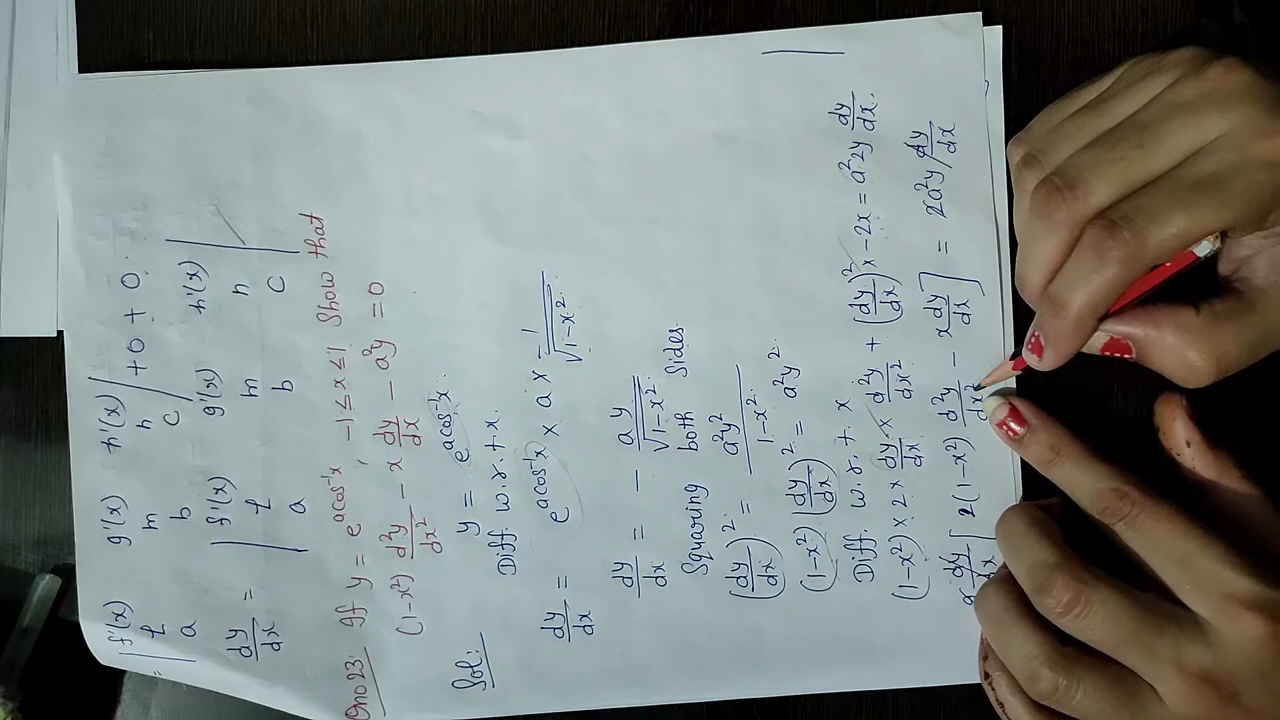 = | f'(x) g'(x) h'(x) |
l m n
a b c
+ 0 + 0
dy/dx = | f'(x) g'(x) h'(x) |
l m n
a b c
Qno23. If y = e^(a cos⁻¹x), -1 ≤ x ≤ 1 Show that
(1-x²) d²y/dx² - x dy/dx - a²y = 0
Sol: y = e^(a cos⁻¹x).
Diff. w.r.t x.
dy/dx = e^(a cos⁻¹x) × a × -1/√(1-x²)
dy/dx = - ay/√(1-x²)
Squaring both Sides.
(dy/dx)² = a²y²/(1-x²)
(1-x²) (dy/dx)² = a²y².
Diff. w.r.t x
(1-x²) × 2 × dy/dx × d²y/dx² + (dy/dx)² × -2x = a² 2y dy/dx.
dy/dx [ 2(1-x²) d²y/dx² - x dy/dx ] = 2a²y dy/dx